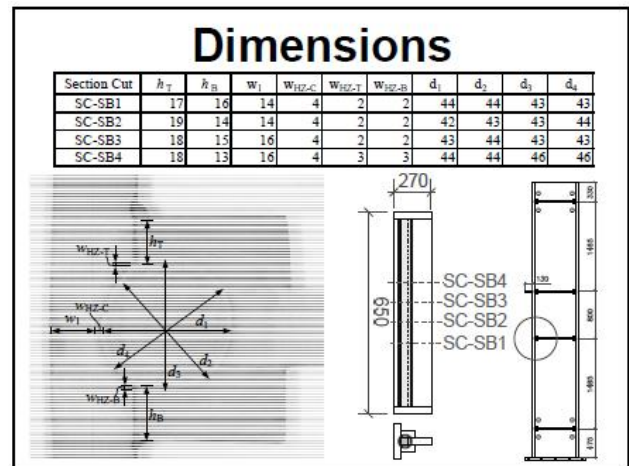 Dimensions
Section Cut h_T h_B w_1 w_HZ-C w_HZ-T w_HZ-B d_1 d_2 d_3 d_4
SC-SB1 17 16 14 4 2 2 44 44 43 43
SC-SB2 19 14 14 4 2 2 42 43 43 44
SC-SB3 18 15 16 4 2 2 43 44 43 43
SC-SB4 18 13 16 4 3 3 44 44 46 46
h_T
w_HZ-T
w_HZ-C
w_1
d_1
d_4
d_2
d_3
w_HZ-B
h_B
270
650
SC-SB4
SC-SB3
SC-SB2
SC-SB1
330
1485
130
800
1485
475